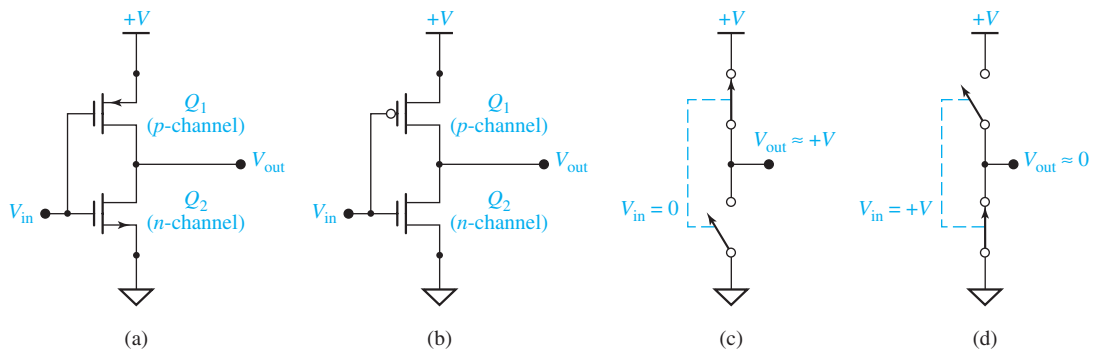 +V
Q1
(p-channel)
Vout
Vin
Q2
(n-channel)
(a)
+V
Q1
(p-channel)
Vout
Vin
Q2
(n-channel)
(b)
+V
Vout ≈ +V
Vin = 0
(c)
+V
Vout ≈ 0
Vin = +V
(d)